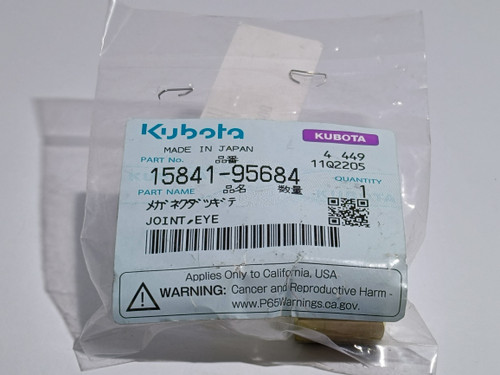 Kubota
KUBOTA
MADE IN JAPAN
品番
4 449
PART No.
11Q2205
15841-95684
QUANTITY
PART NAME
品名
数量
1
メガネクダツギテ
JOINT,EYE
Applies Only to California, USA
WARNING: Cancer and Reproductive Harm -
www.P65Warnings.ca.gov.